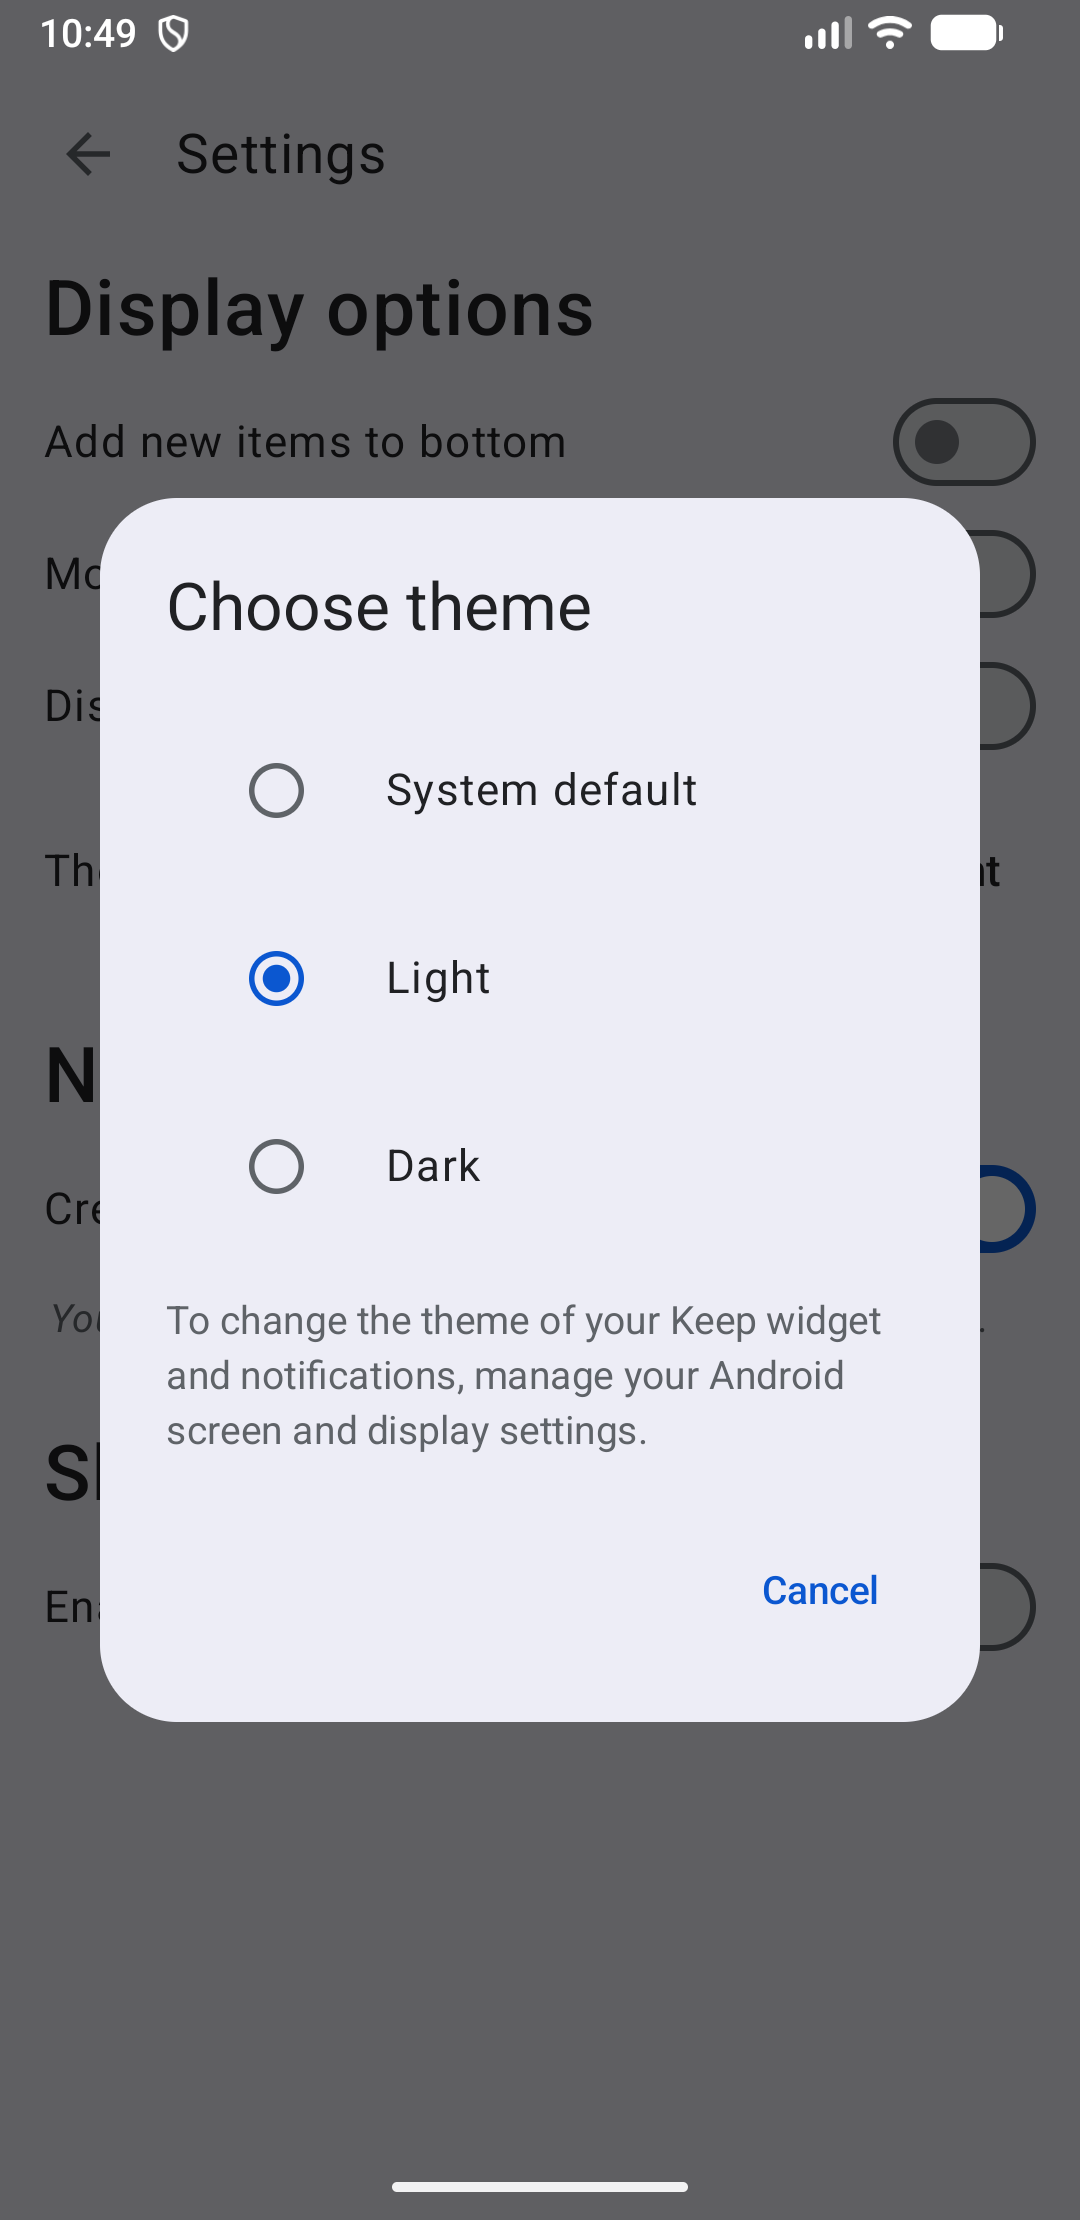 10:49
Settings
Display options
Add new items to bottom
Choose theme
System default
Light
Dark
To change the theme of your Keep widget
and notifications, manage your Android
screen and display settings.
Cancel